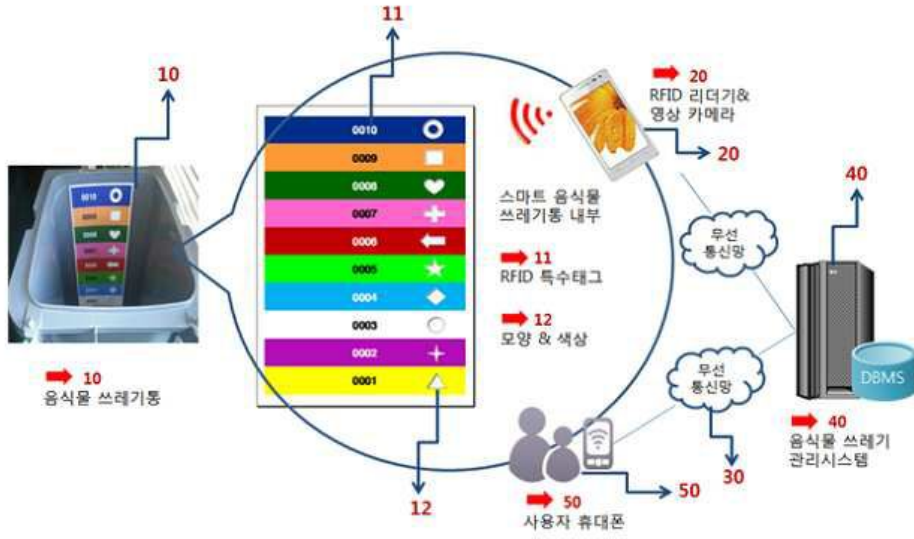 11
10
0010
0009
0008
0007
0006
0005
0004
0003
0002
0001
20
RFID 리더기&
영상 카메라
20
스마트 음식물
쓰레기통 내부
11
RFID 특수태그
12
모양 & 색상
40
무선
통신망
무선
통신망
DBMS
10
음식물 쓰레기통
40
음식물 쓰레기
관리시스템
30
12
50
50
사용자 휴대폰